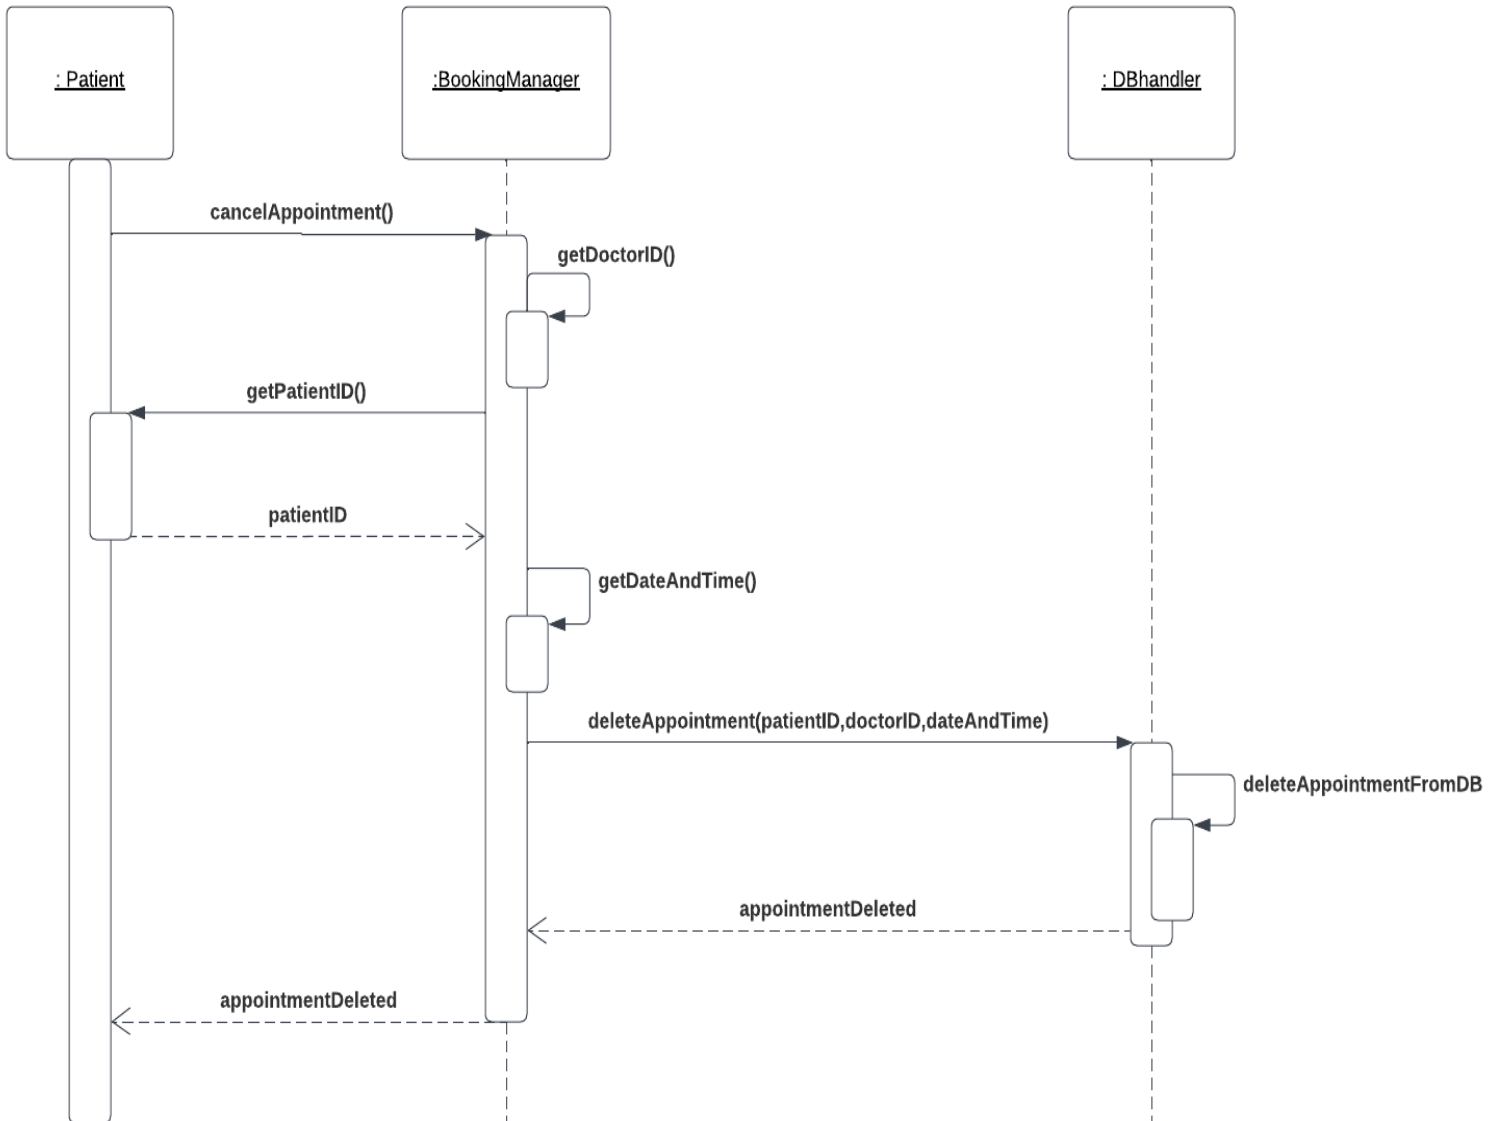 : Patient
:BookingManager
: DBhandler
cancelAppointment()
getDoctorID()
getPatientID()
patientID
getDateAndTime()
deleteAppointment(patientID,doctorID,dateAndTime)
deleteAppointmentFromDB
appointmentDeleted
appointmentDeleted